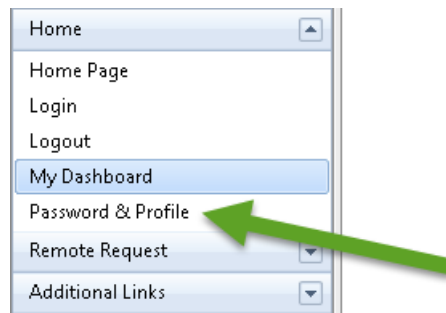 Home
Home Page
Login
Logout
My Dashboard
Password & Profile
Remote Request
Additional Links